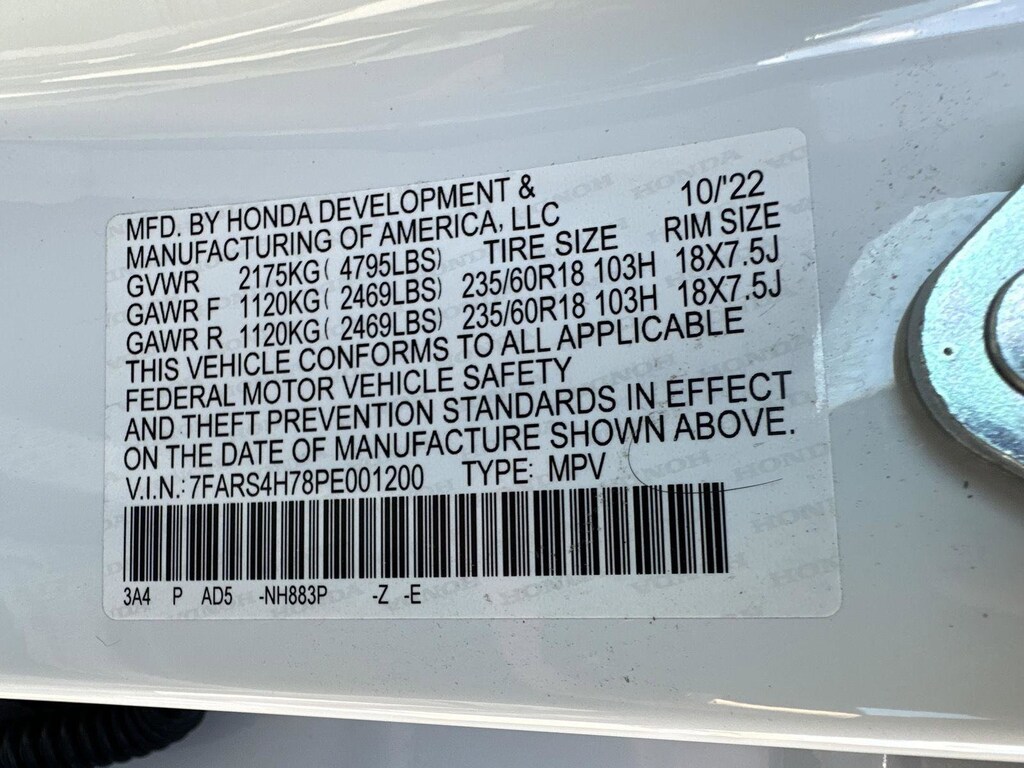 MFD. BY HONDA DEVELOPMENT & 10/'22
MANUFACTURING OF AMERICA, LLC
TIRE SIZE RIM SIZE
GVWR 2175KG( 4795LBS)
GAWR F 1120KG( 2469LBS) 235/60R18 103H 18X7.5J
GAWR R 1120KG( 2469LBS) 235/60R18 103H 18X7.5J
THIS VEHICLE CONFORMS TO ALL APPLICABLE
FEDERAL MOTOR VEHICLE SAFETY
AND THEFT PREVENTION STANDARDS IN EFFECT
ON THE DATE OF MANUFACTURE SHOWN ABOVE.
V.I.N.: 7FARS4H78PE001200 TYPE: MPV
3A4 P AD5 -NH883P -Z -E